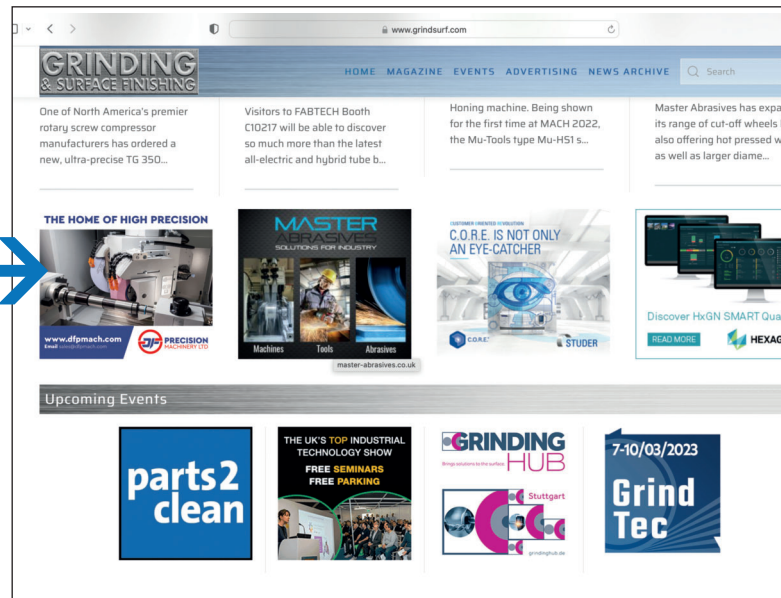 www.grindsurf.com
GRINDING
& SURFACE FINISHING
HOME MAGAZINE EVENTS ADVERTISING NEWS ARCHIVE Search
One of North America's premier
rotary screw compressor
manufacturers has ordered a
new, ultra-precise TG 350...
Visitors to FABTECH Booth
C10217 will be able to discover
so much more than the latest
all-electric and hybrid tube b...
Honing machine. Being shown
for the first time at MACH 2022,
the Mu-Tools type Mu-HS1 s...
Master Abrasives has expa
its range of cut-off wheels
also offering hot pressed w
as well as larger diame...
THE HOME OF HIGH PRECISION
www.dfpmach.com
Email sales@dfpmach.com
DFP PRECISION
MACHINERY LTD
MASTER
ABRASIVES
SOLUTIONS FOR INDUSTRY
Machines Tools Abrasives
master-abrasives.co.uk
CUSTOMER ORIENTED REVOLUTION
C.O.R.E. IS NOT ONLY
AN EYE-CATCHER
C.O.R.E.
STUDER
Discover HxGN SMART Qua
READ MORE
HEXAG
Upcoming Events
parts2
clean
THE UK'S TOP INDUSTRIAL
TECHNOLOGY SHOW
FREE SEMINARS
FREE PARKING
GRINDING
Brings solutions to the surface HUB
Stuttgart
grindinghub.de
7-10/03/2023
Grind
Tec